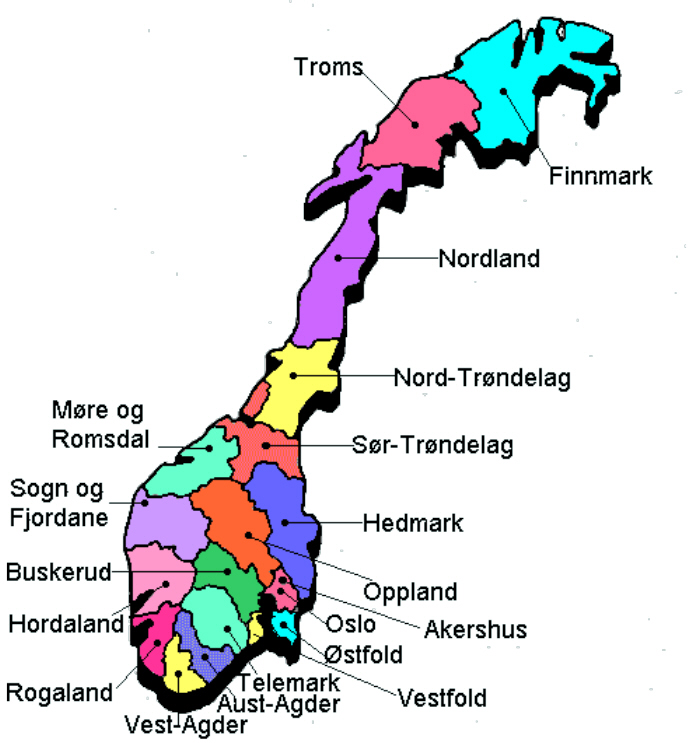 Troms
Finnmark
Nordland
Nord-Trøndelag
Møre og
Romsdal
Sør-Trøndelag
Sogn og
Fjordane
Hedmark
Buskerud
Oppland
Hordaland
Oslo
Akershus
Østfold
Telemark
Rogaland
Vestfold
Aust-Agder
Vest-Agder